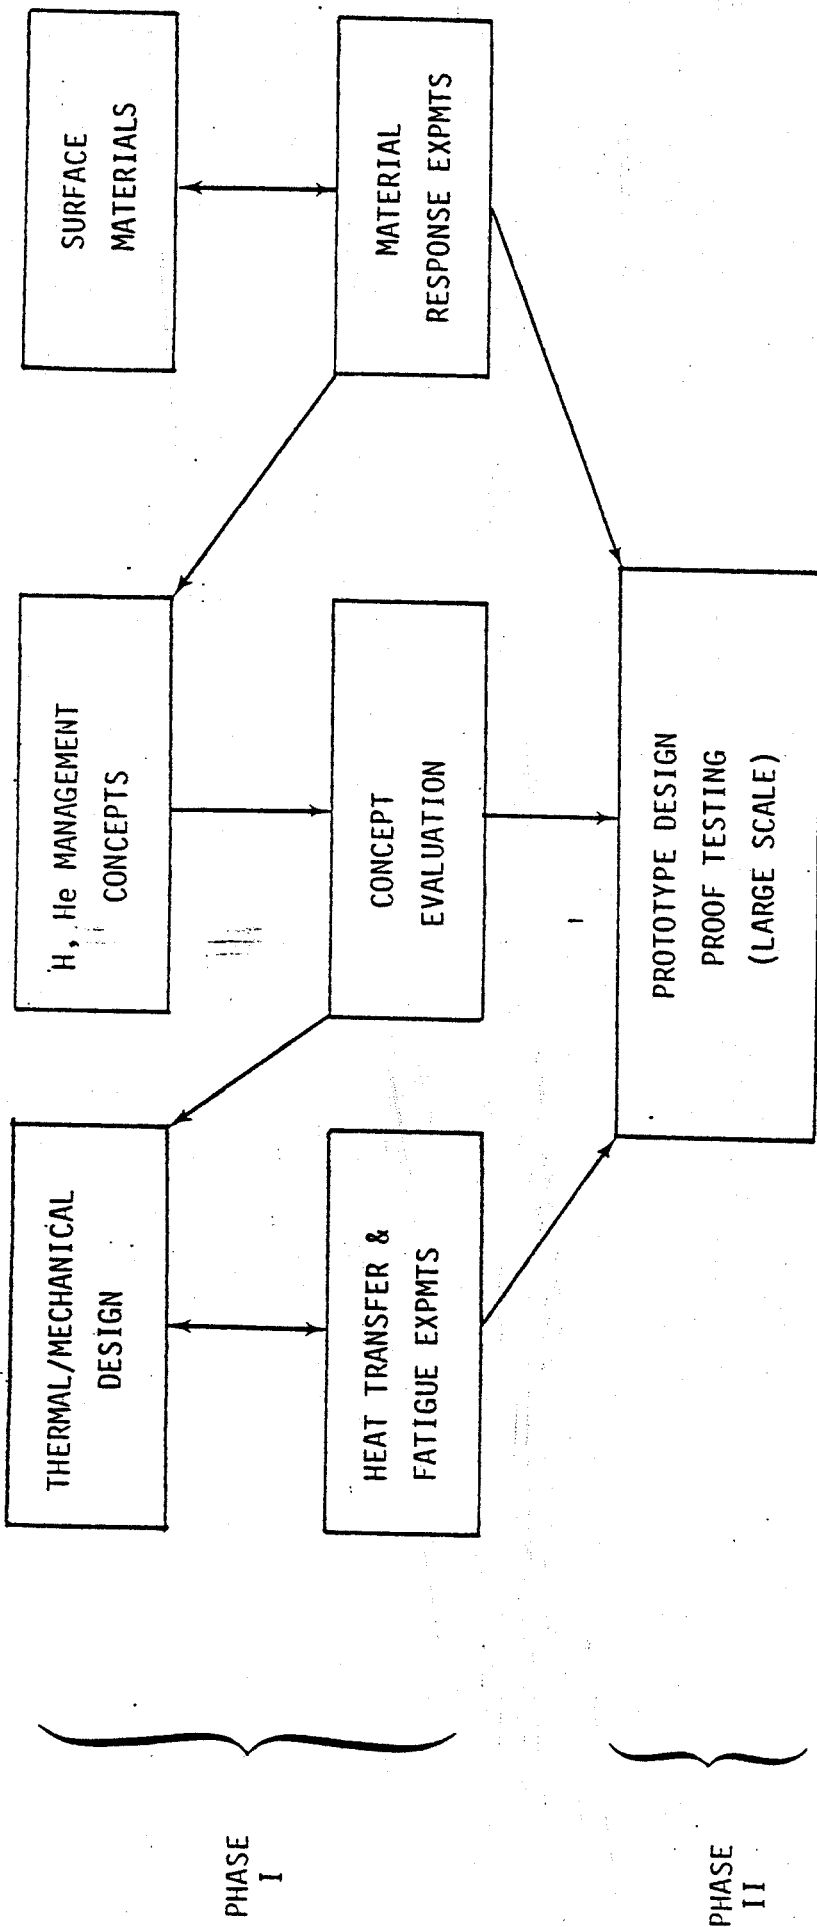 PHASE
I
THERMAL/MECHANICAL
DESIGN
H, He MANAGEMENT
CONCEPTS
SURFACE
MATERIALS
HEAT TRANSFER &
FATIGUE EXPMTS
CONCEPT
EVALUATION
MATERIAL
RESPONSE EXPMTS
PHASE
II
PROTOTYPE DESIGN
PROOF TESTING
(LARGE SCALE)